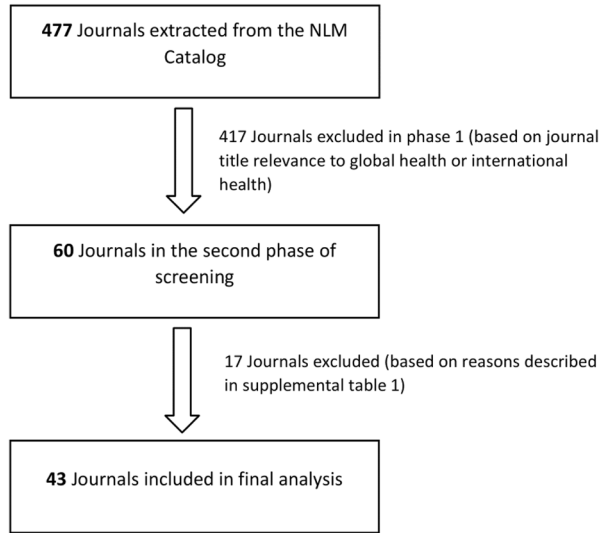 477 Journals extracted from the NLM
Catalog
417 Journals excluded in phase 1 (based on journal
title relevance to global health or international
health)
60 Journals in the second phase of
screening
17 Journals excluded (based on reasons described
in supplemental table 1)
43 Journals included in final analysis